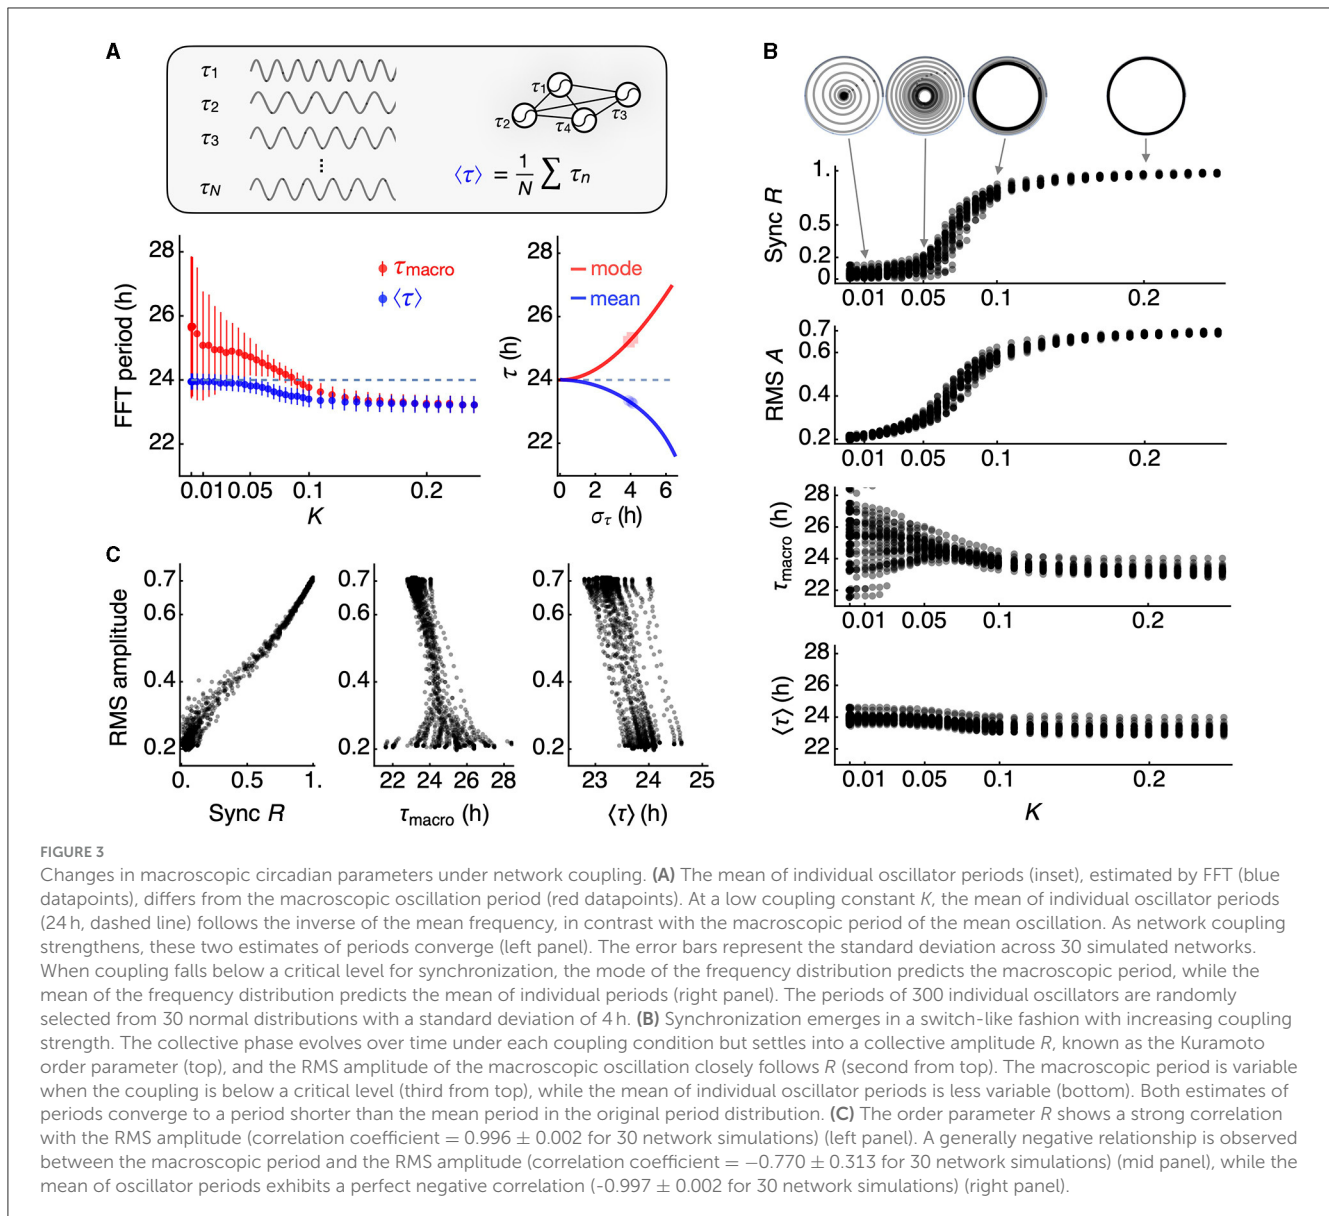 A
τ1
τ2
τ3
⋮
τN
τ1
τ2
τ3
τ4
⟨τ⟩ = 1/N ∑ τn
FFT period (h)
28
26
24
22
τmacro
⟨τ⟩
0.01 0.05 0.1 0.2
K
τ (h)
28
26
24
22
mode
mean
0 2 4 6
στ (h)
B
Sync R
1.
0.5
0.2
0
0.01 0.05 0.1 0.2
RMS A
0.7
0.6
0.4
0.2
0.01 0.05 0.1 0.2
τmacro (h)
28
26
24
22
0.01 0.05 0.1 0.2
⟨τ⟩ (h)
28
26
24
22
0.01 0.05 0.1 0.2
K
C
RMS amplitude
0.7
0.6
0.4
0.2
0. 0.5 1.
Sync R
0.7
0.6
0.4
0.2
22 24 26 28
τmacro (h)
0.7
0.6
0.4
0.2
23 24 25
⟨τ⟩ (h)
FIGURE 3
Changes in macroscopic circadian parameters under network coupling. (A) The mean of individual oscillator periods (inset), estimated by FFT (blue
datapoints), differs from the macroscopic oscillation period (red datapoints). At a low coupling constant K, the mean of individual oscillator periods
(24 h, dashed line) follows the inverse of the mean frequency, in contrast with the macroscopic period of the mean oscillation. As network coupling
strengthens, these two estimates of periods converge (left panel). The error bars represent the standard deviation across 30 simulated networks.
When coupling falls below a critical level for synchronization, the mode of the frequency distribution predicts the macroscopic period, while the
mean of the frequency distribution predicts the mean of individual periods (right panel). The periods of 300 individual oscillators are randomly
selected from 30 normal distributions with a standard deviation of 4 h. (B) Synchronization emerges in a switch-like fashion with increasing coupling
strength. The collective phase evolves over time under each coupling condition but settles into a collective amplitude R, known as the Kuramoto
order parameter (top), and the RMS amplitude of the macroscopic oscillation closely follows R (second from top). The macroscopic period is variable
when the coupling is below a critical level (third from top), while the mean of individual oscillator periods is less variable (bottom). Both estimates of
periods converge to a period shorter than the mean period in the original period distribution. (C) The order parameter R shows a strong correlation
with the RMS amplitude (correlation coefficient = 0.996 ± 0.002 for 30 network simulations) (left panel). A generally negative relationship is observed
between the macroscopic period and the RMS amplitude (correlation coefficient = −0.770 ± 0.313 for 30 network simulations) (mid panel), while the
mean of oscillator periods exhibits a perfect negative correlation (-0.997 ± 0.002 for 30 network simulations) (right panel).